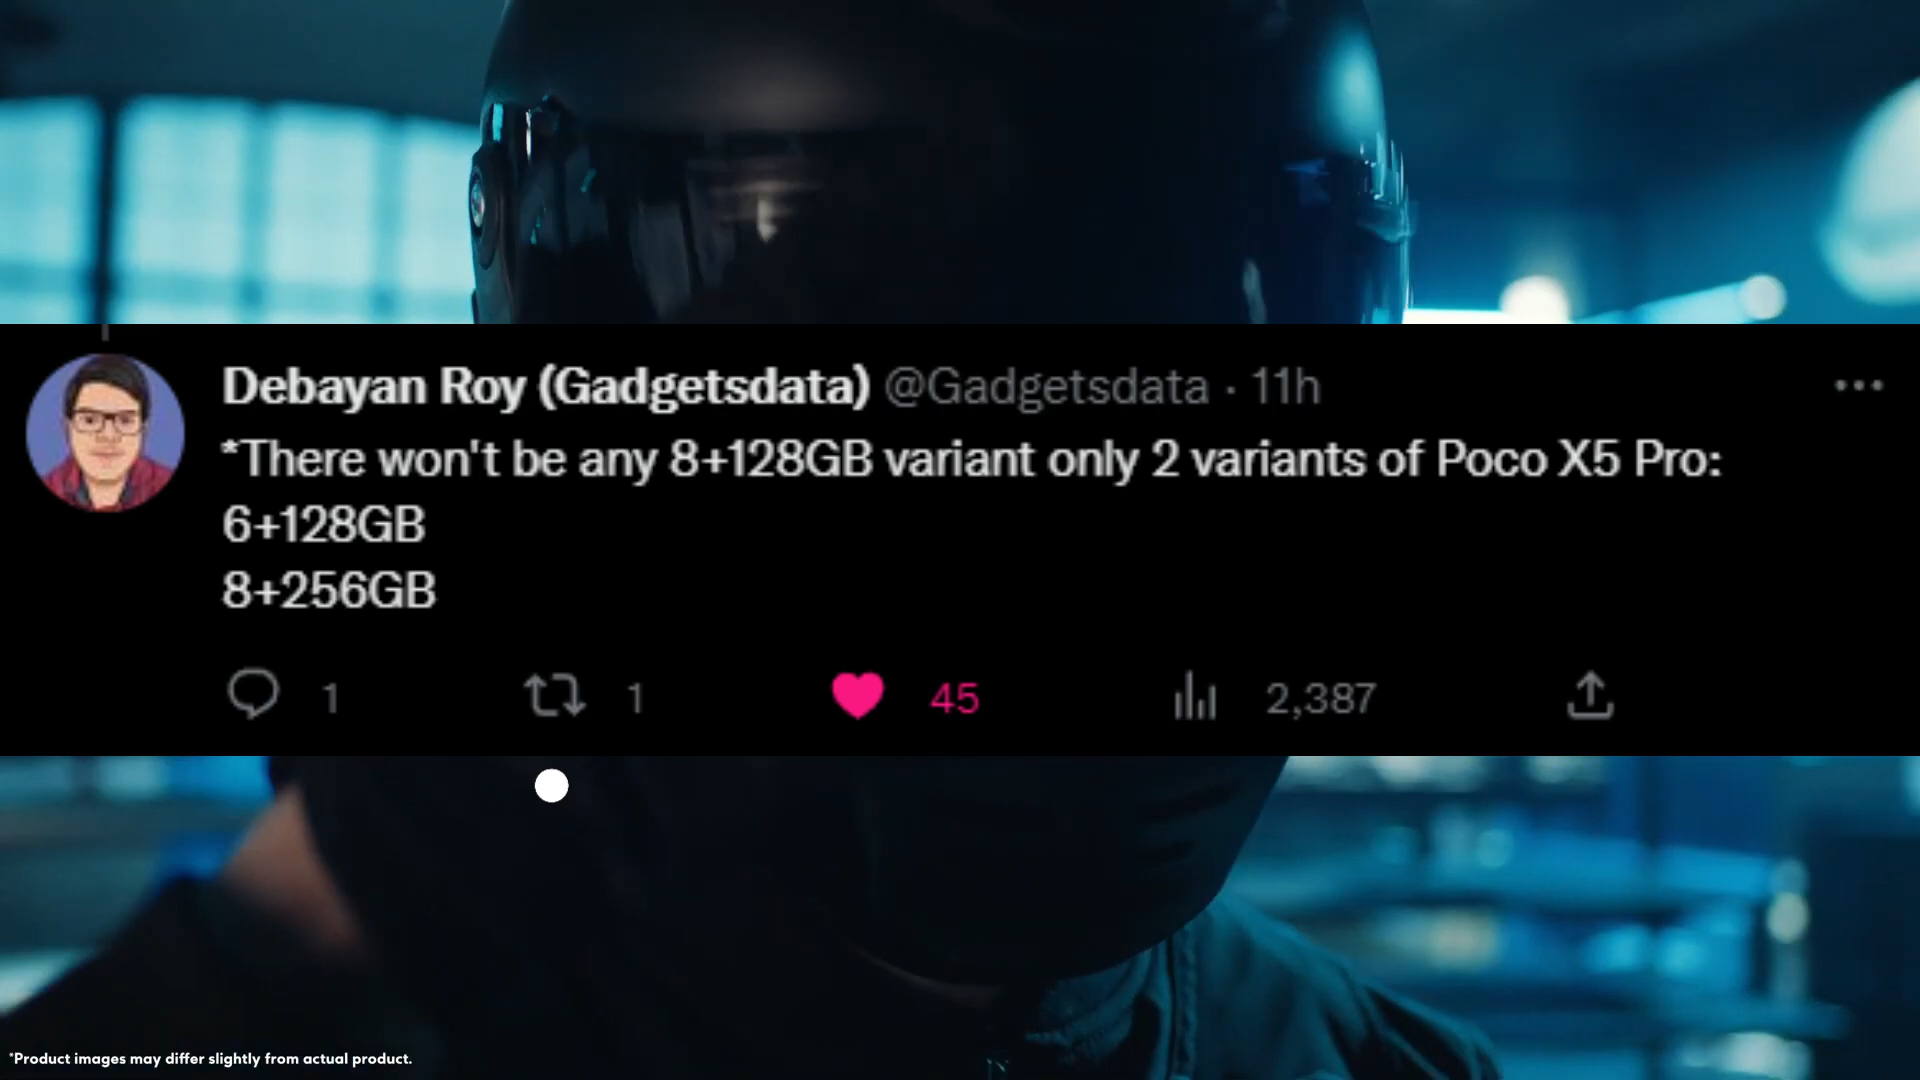 Debayan Roy (Gadgetsdata) @Gadgetsdata · 11h
*There won't be any 8+128GB variant only 2 variants of Poco X5 Pro:
6+128GB
8+256GB
1 1 45 2,387
*Product images may differ slightly from actual product.